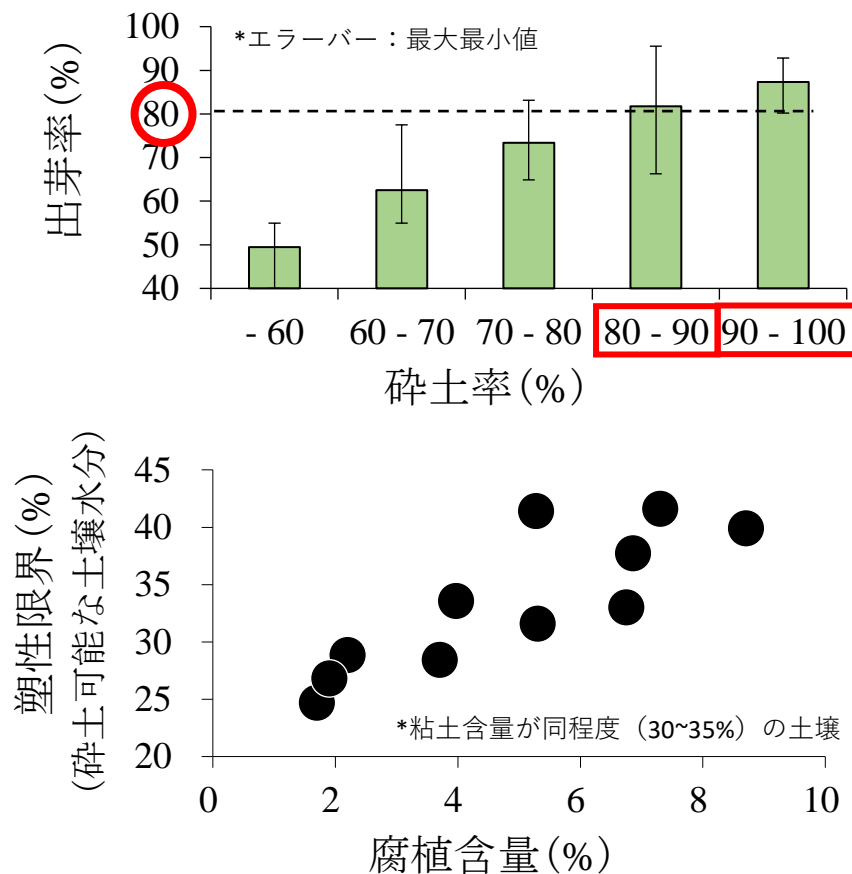 *エラーバー：最大最小値
出芽率(%)
100
90
80
70
60
50
40
- 60
60 - 70
70 - 80
80 - 90
90 - 100
砕土率(%)
塑性限界(%)
(砕土可能な土壌水分)
45
40
35
30
25
20
*粘土含量が同程度（30~35%）の土壌
0
2
4
6
8
10
腐植含量(%)